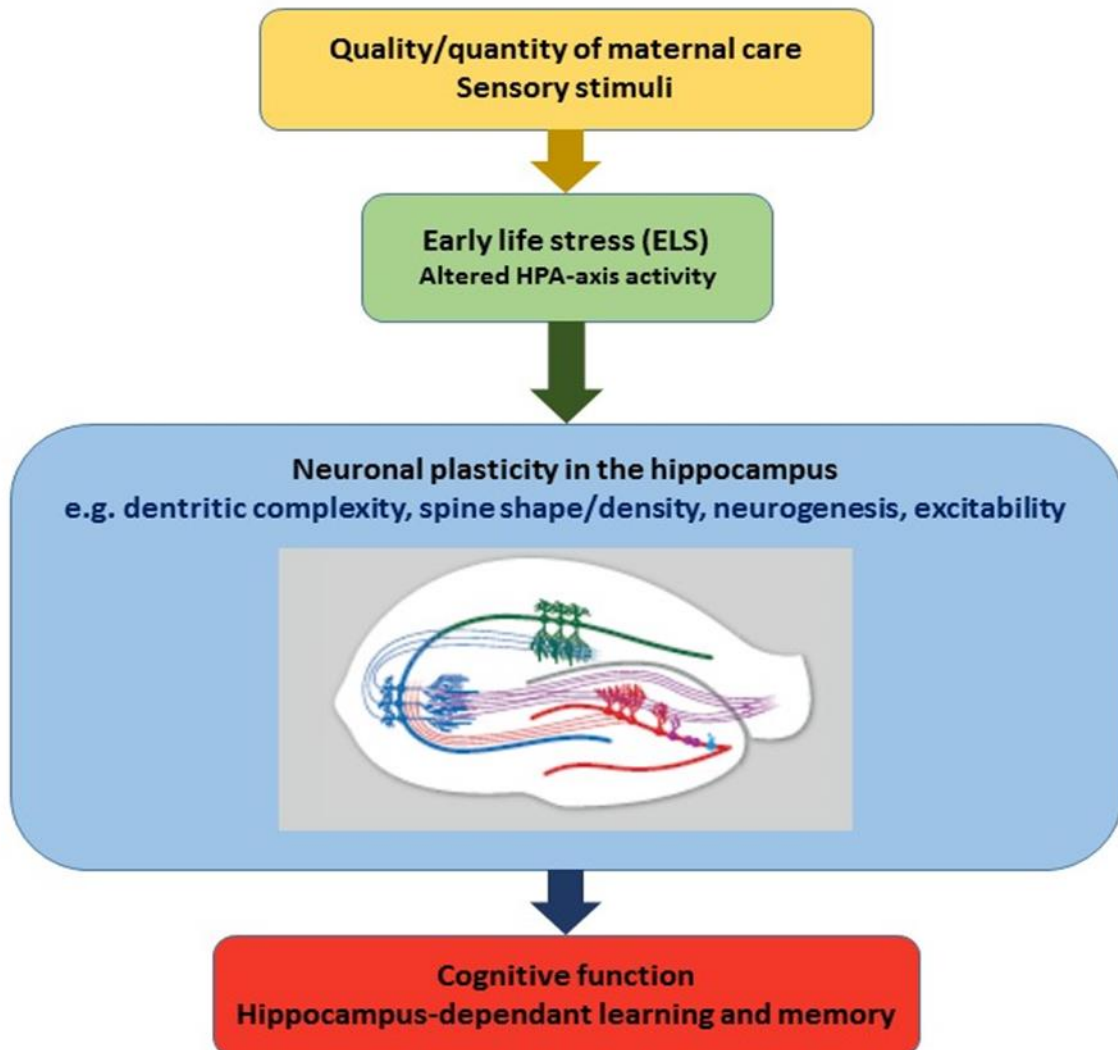 Quality/quantity of maternal care
Sensory stimuli
Early life stress (ELS)
Altered HPA-axis activity
Neuronal plasticity in the hippocampus
e.g. dentritic complexity, spine shape/density, neurogenesis, excitability
Cognitive function
Hippocampus-dependant learning and memory